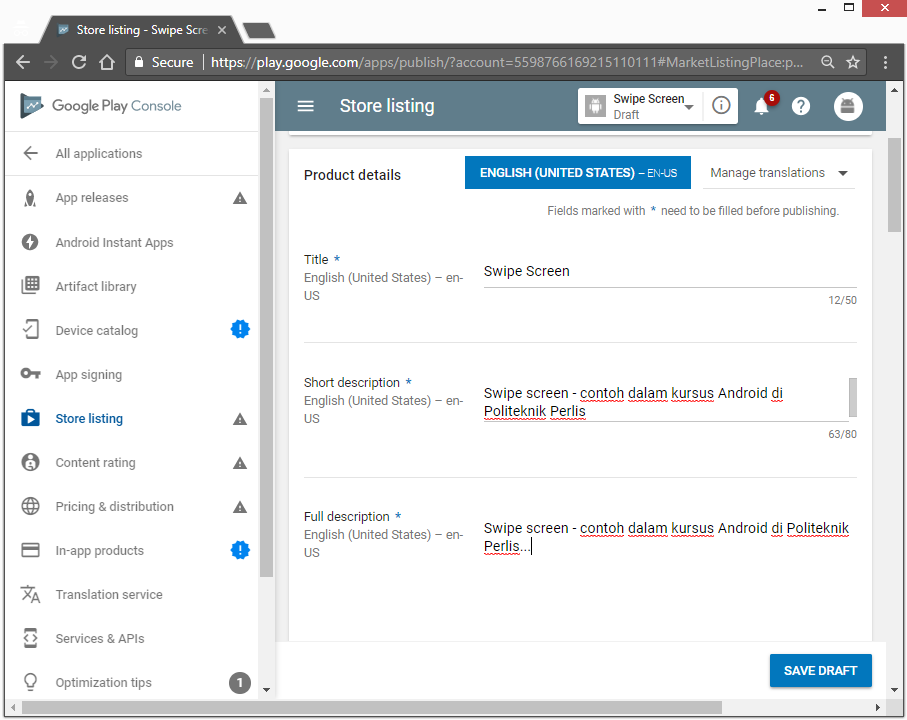 Store listing - Swipe Scre
Secure https://play.google.com/apps/publish/?account=5598766169215110111#MarketListingPlace:p...
Google Play Console
Store listing
Swipe Screen
Draft
6
All applications
App releases
Android Instant Apps
Artifact library
Device catalog
App signing
Store listing
Content rating
Pricing & distribution
In-app products
Translation service
Services & APIs
Optimization tips 1
Product details
ENGLISH (UNITED STATES) – EN-US
Manage translations
Fields marked with * need to be filled before publishing.
Title *
English (United States) – en-
US
Swipe Screen
12/50
Short description *
English (United States) – en-
US
Swipe screen - contoh dalam kursus Android di
Politeknik Perlis
63/80
Full description *
English (United States) – en-
US
Swipe screen - contoh dalam kursus Android di Politeknik
Perlis...
SAVE DRAFT